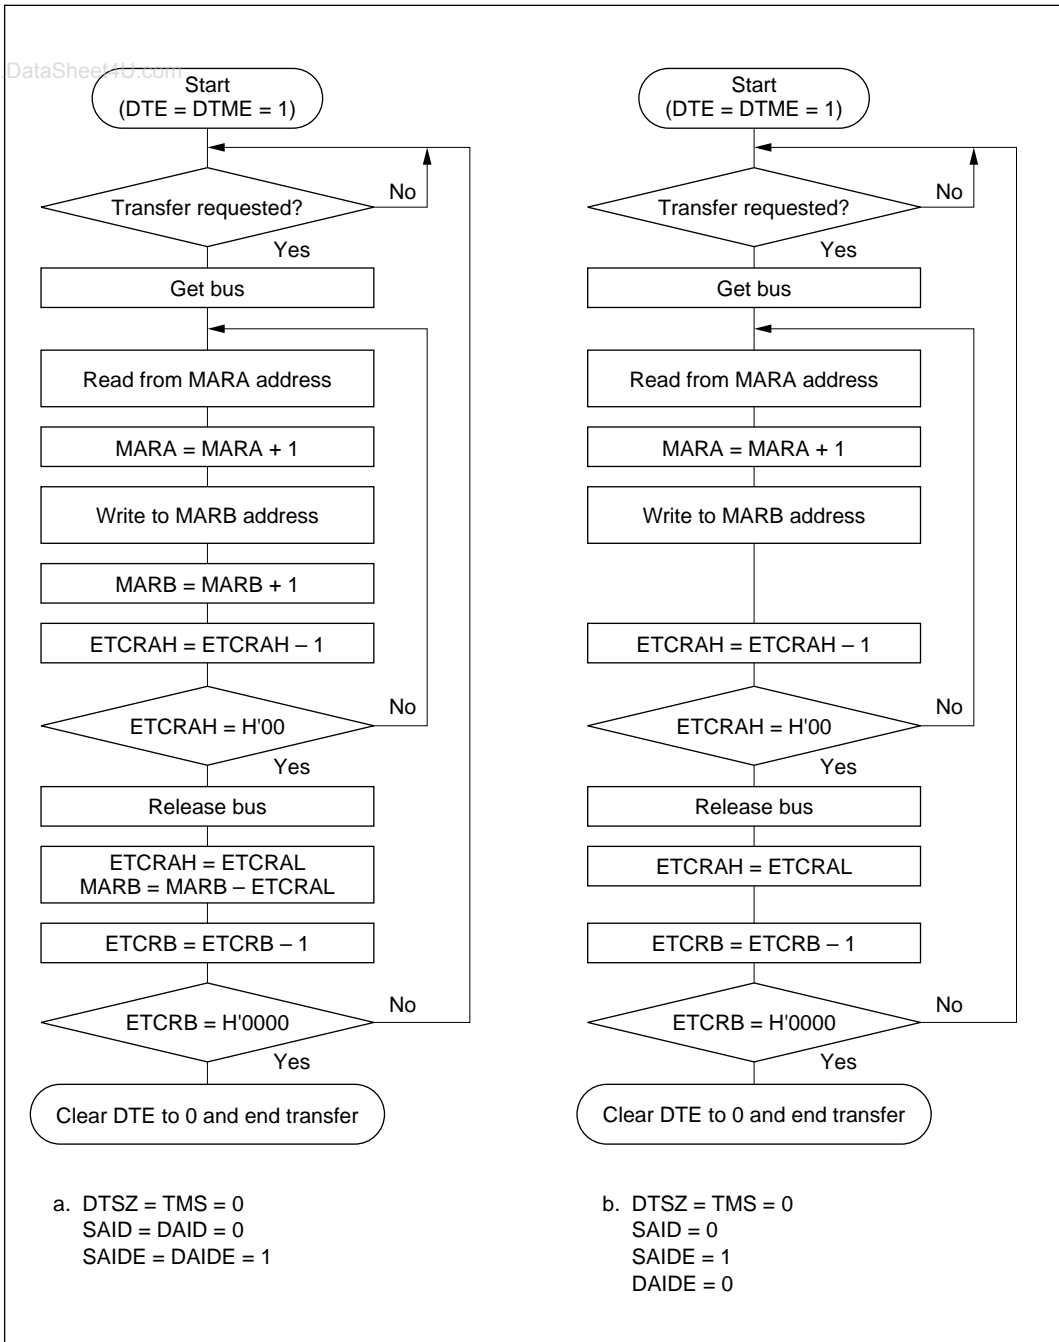 DataSheet4U.com
Start
(DTE = DTME = 1)
No
Transfer requested?
Yes
Get bus
Read from MARA address
MARA = MARA + 1
Write to MARB address
MARB = MARB + 1
ETCRAH = ETCRAH – 1
No
ETCRAH = H'00
Yes
Release bus
ETCRAH = ETCRAL
MARB = MARB – ETCRAL
ETCRB = ETCRB – 1
No
ETCRB = H'0000
Yes
Clear DTE to 0 and end transfer
a. DTSZ = TMS = 0
SAID = DAID = 0
SAIDE = DAIDE = 1
Start
(DTE = DTME = 1)
No
Transfer requested?
Yes
Get bus
Read from MARA address
MARA = MARA + 1
Write to MARB address
ETCRAH = ETCRAH – 1
No
ETCRAH = H'00
Yes
Release bus
ETCRAH = ETCRAL
ETCRB = ETCRB – 1
No
ETCRB = H'0000
Yes
Clear DTE to 0 and end transfer
b. DTSZ = TMS = 0
SAID = 0
SAIDE = 1
DAIDE = 0